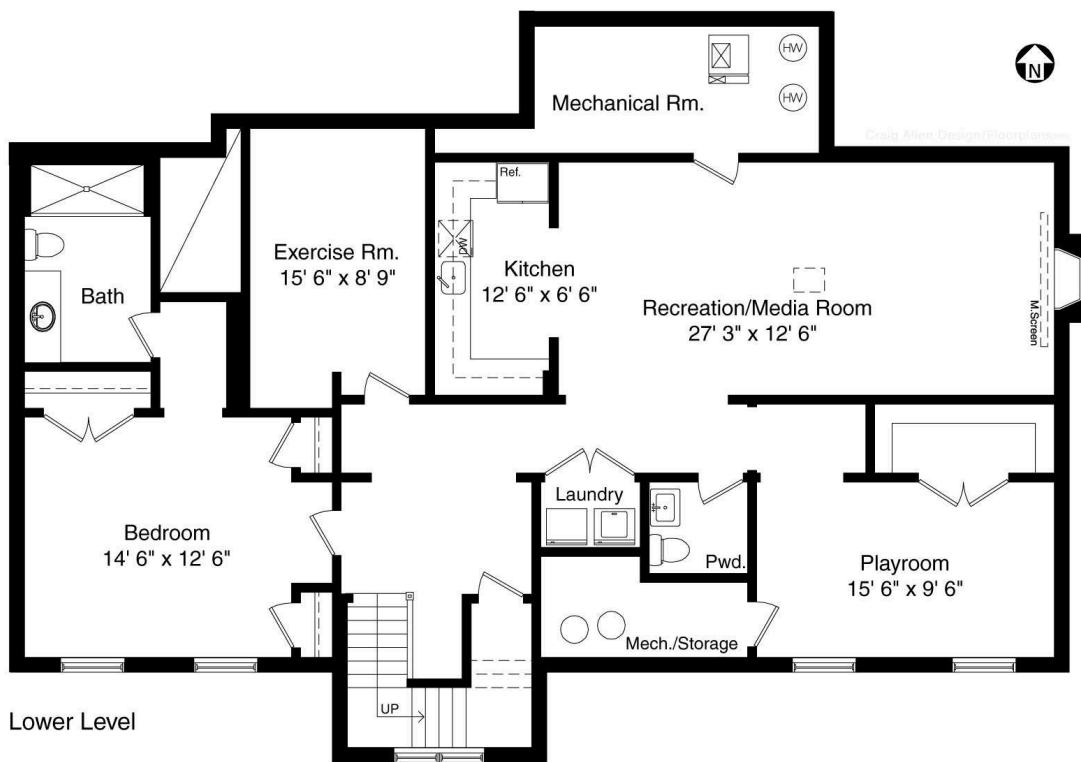 Mechanical Rm.
HW
HW
N
Craig Allen Design/Floorplans
Ref.
DW
Exercise Rm.
15' 6" x 8' 9"
Kitchen
12' 6" x 6' 6"
Recreation/Media Room
27' 3" x 12' 6"
M.Screen
Bath
Laundry
Bedroom
14' 6" x 12' 6"
Pwd.
Playroom
15' 6" x 9' 6"
Mech./Storage
UP
Lower Level